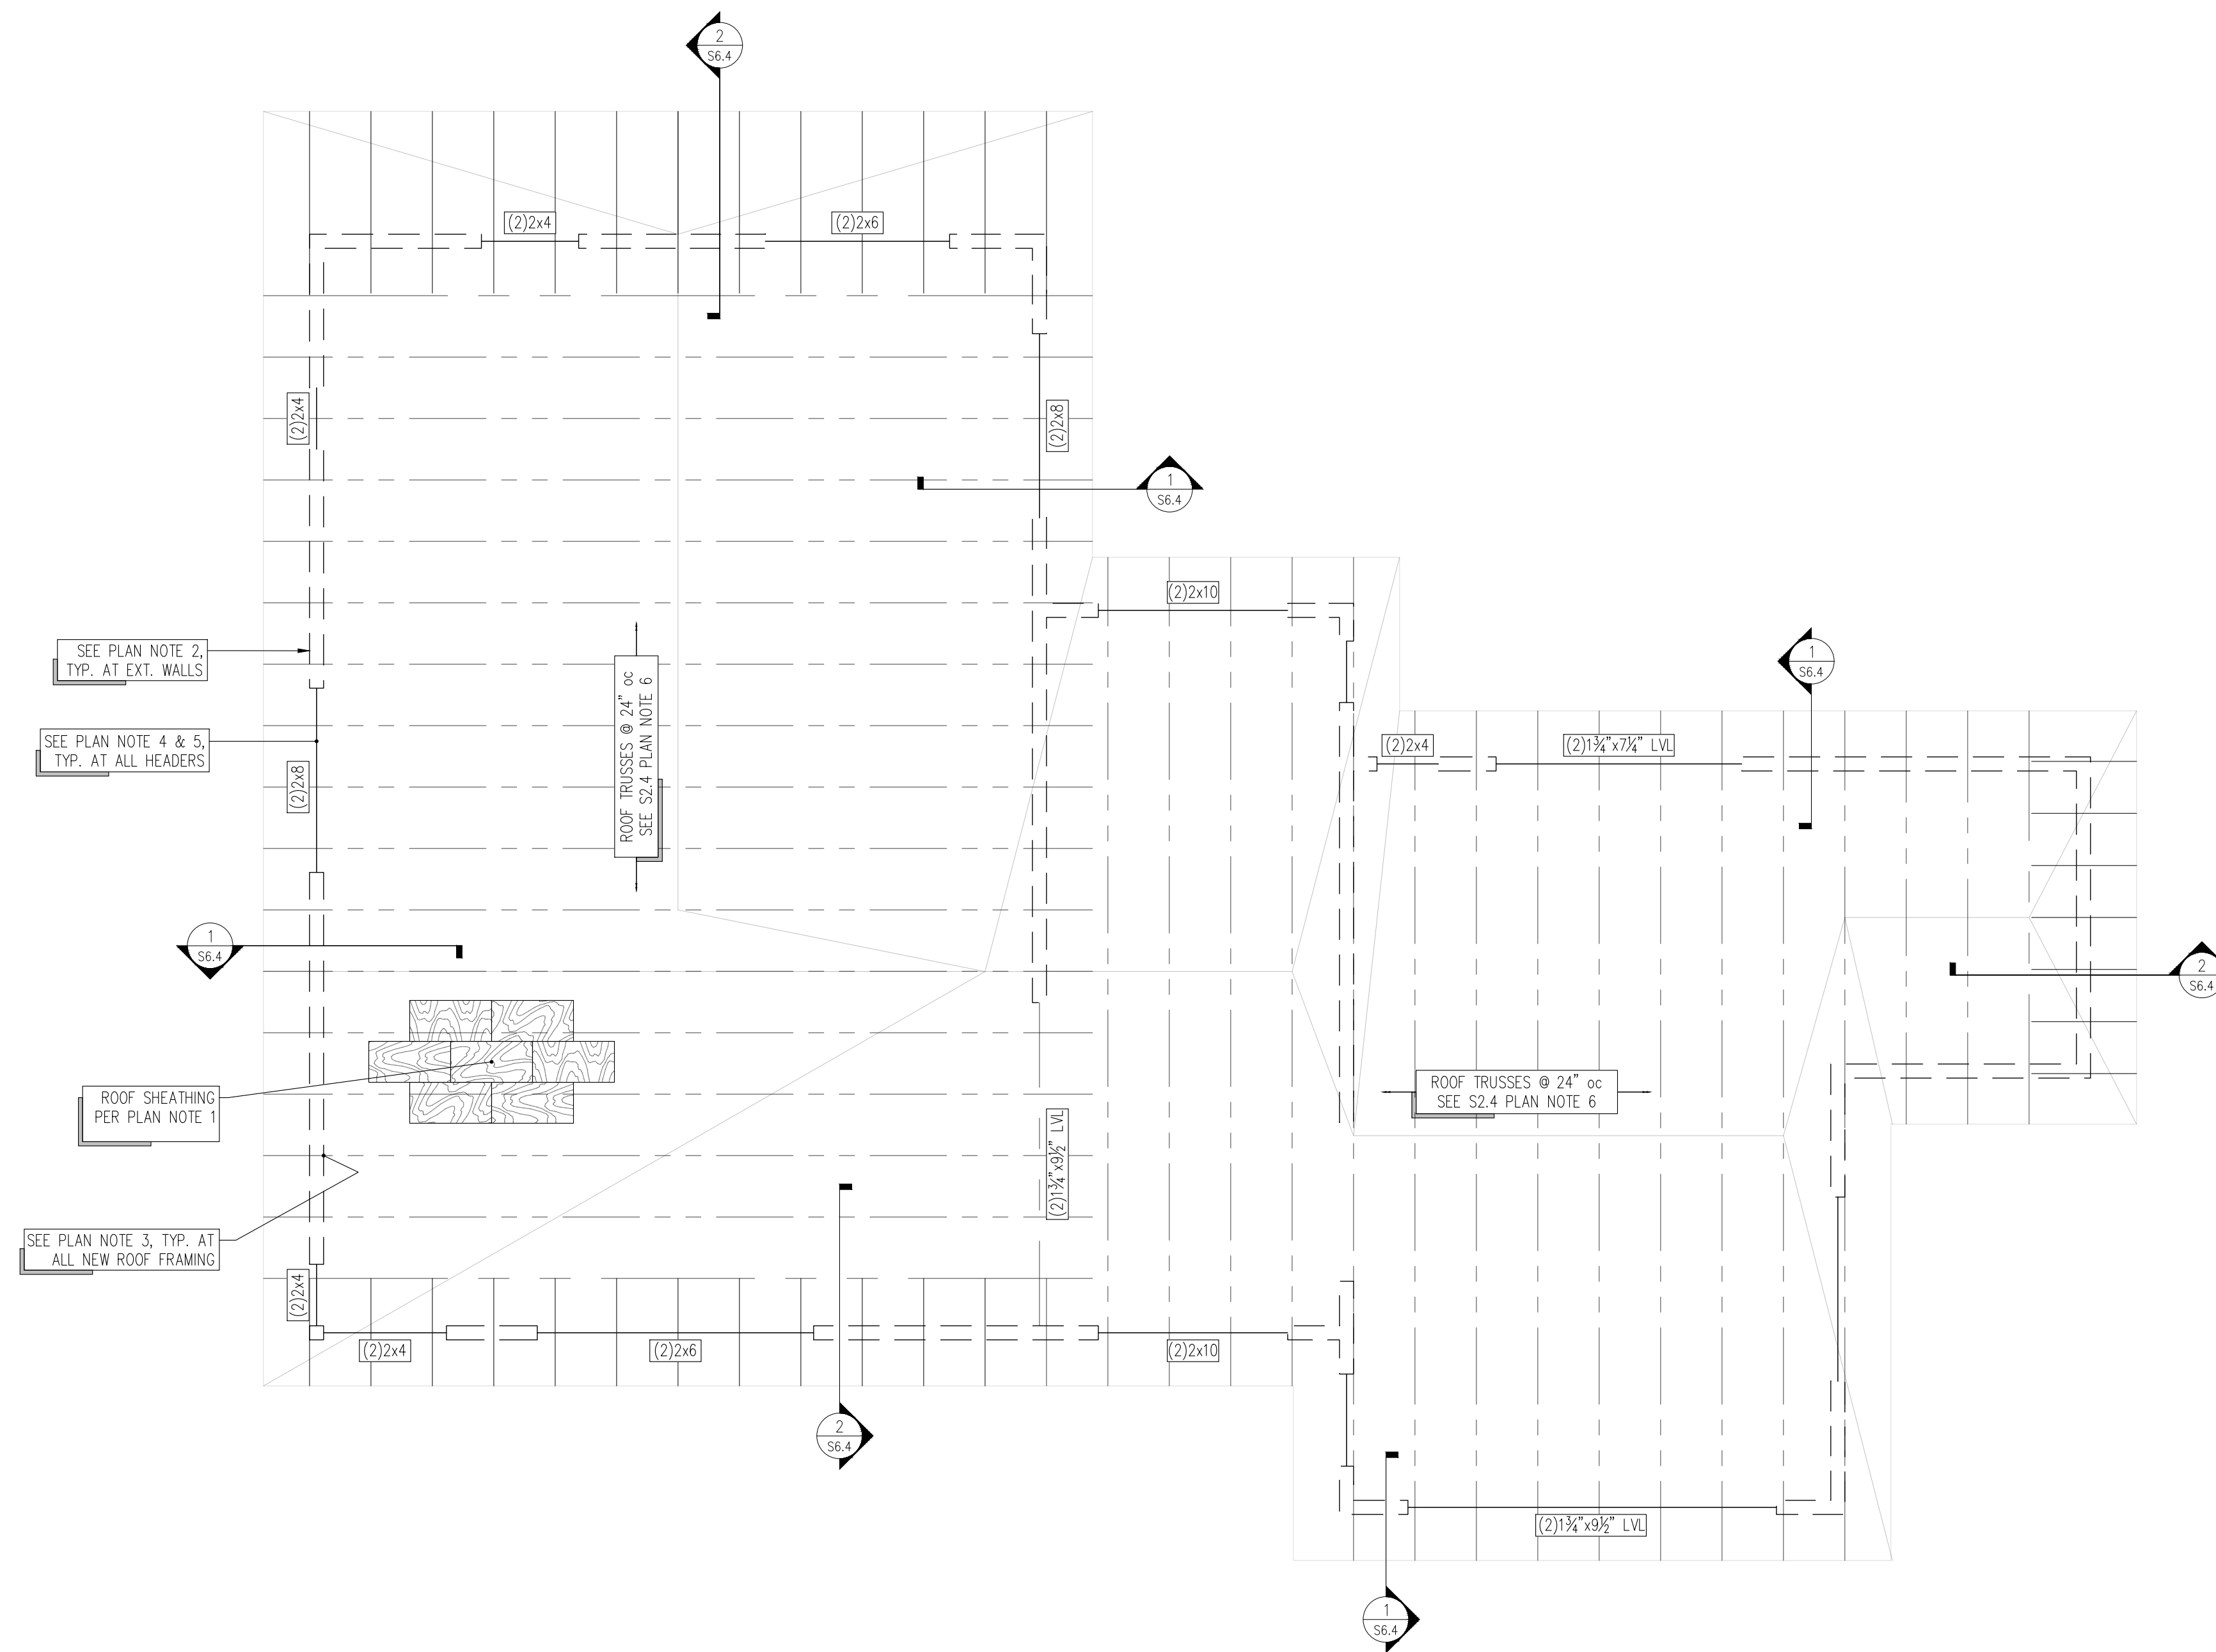 2
S6.4
(2)2x4
(2)2x6
(2)2x4
(2)2x8
1
S6.4
(2)2x10
SEE PLAN NOTE 2,
TYP. AT EXT. WALLS
ROOF TRUSSES @ 24" oc
SEE S2.4 PLAN NOTE 6
1
S6.4
SEE PLAN NOTE 4 & 5,
TYP. AT ALL HEADERS
(2)2x4
(2)1¾"x7¼" LVL
(2)2x8
1
S6.4
2
S6.4
ROOF SHEATHING
PER PLAN NOTE 1
ROOF TRUSSES @ 24" oc
SEE S2.4 PLAN NOTE 6
(2)1¾"x9½" LVL
SEE PLAN NOTE 3, TYP. AT
ALL NEW ROOF FRAMING
(2)2x4
(2)2x4
(2)2x6
(2)2x10
2
S6.4
(2)1¾"x9½" LVL
1
S6.4